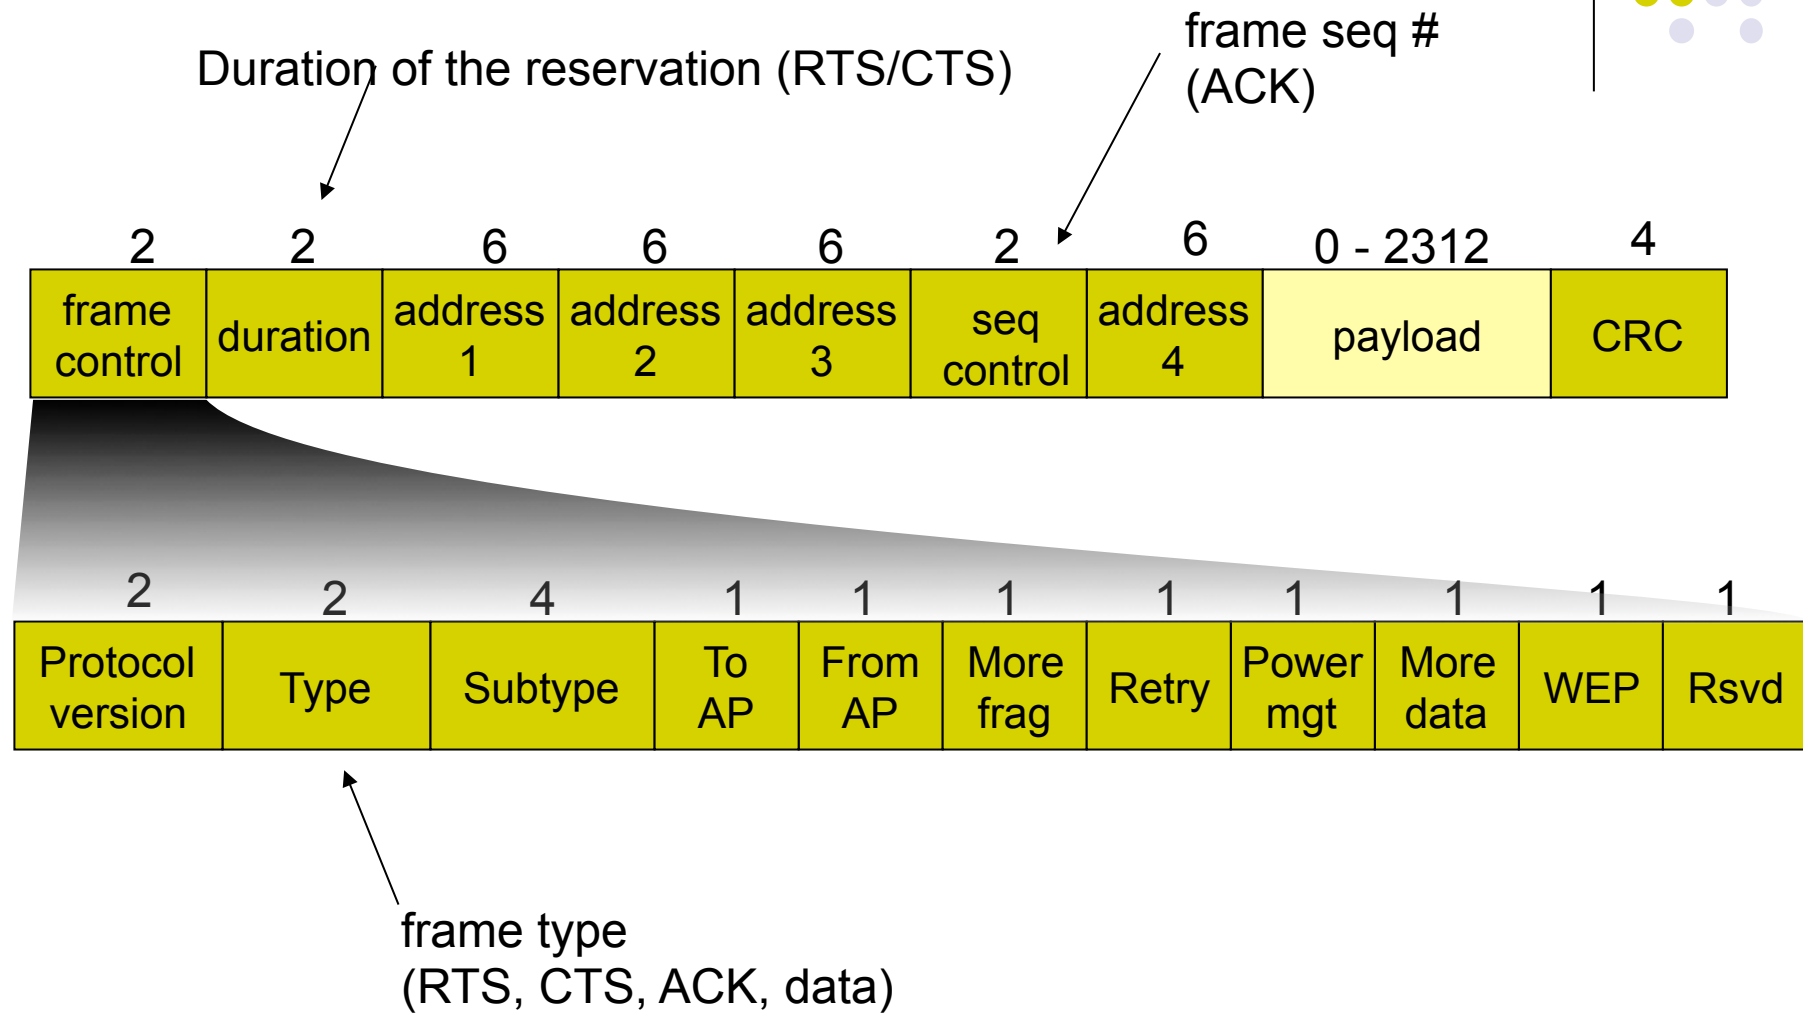 frame seq #
(ACK)
Duration of the reservation (RTS/CTS)
2 2 6 6 6 2 6 0 - 2312 4
frame control duration address 1 address 2 address 3 seq control address 4 payload CRC
2 2 4 1 1 1 1 1 1 1 1
Protocol version Type Subtype To AP From AP More frag Retry Power mgt More data WEP Rsvd
frame type
(RTS, CTS, ACK, data)